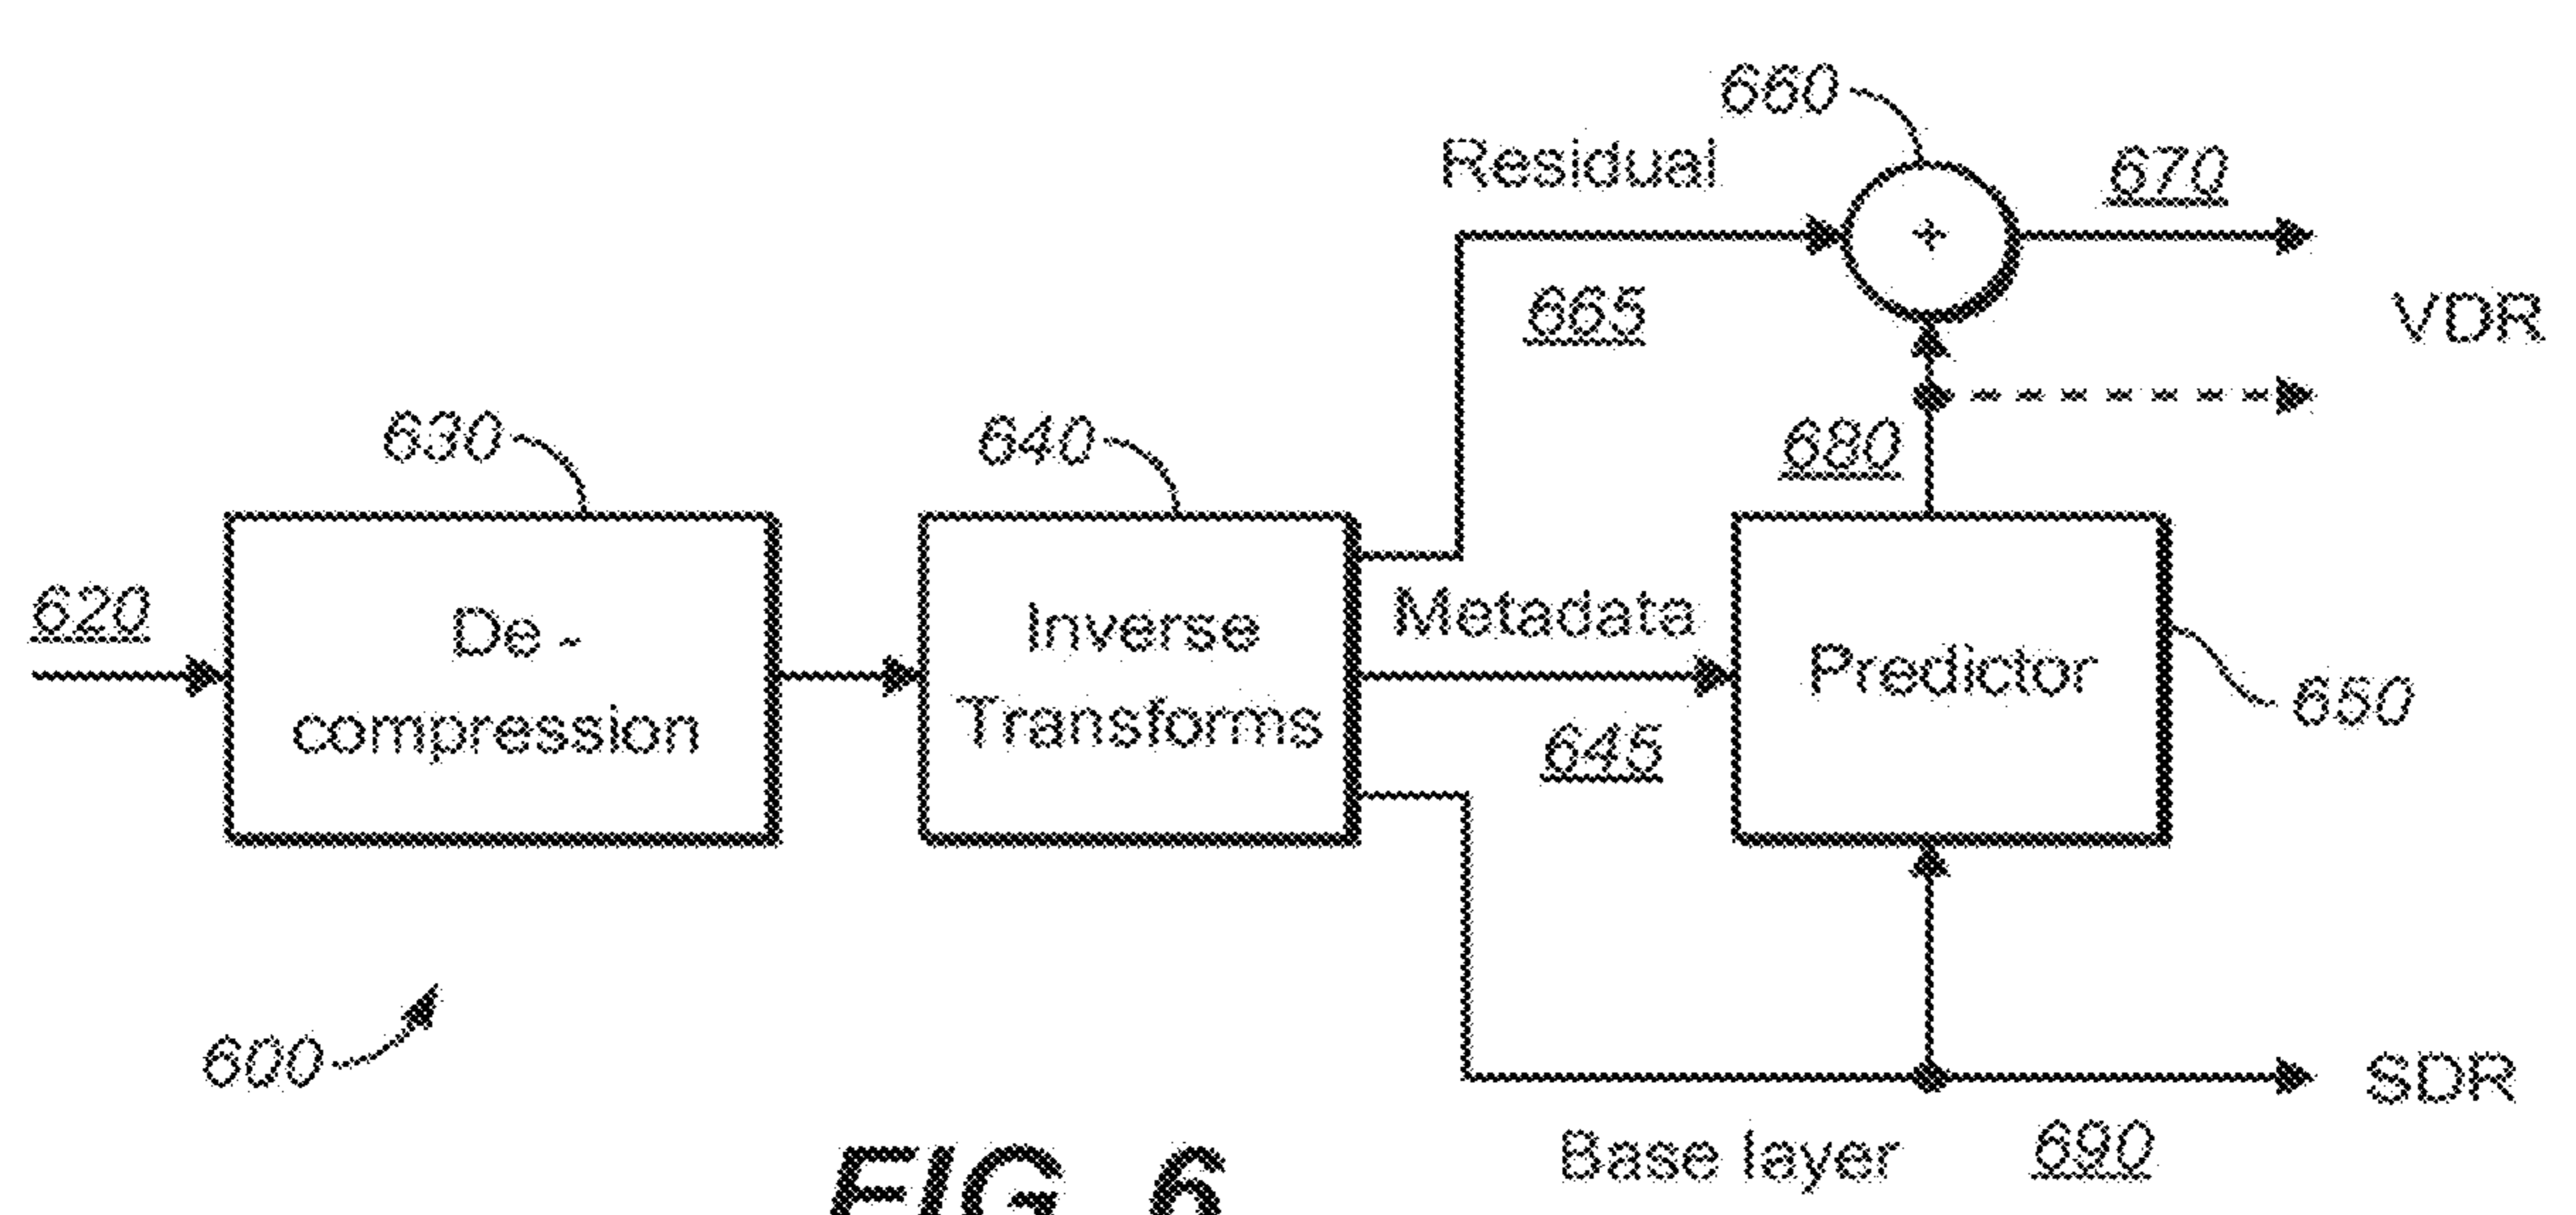 660
Residual
670
+
665
VDR
630
640
680
620
De -
compression
Inverse
Transforms
Metadata
645
Predictor
650
600
SDR
Base layer
690
FIG. 6